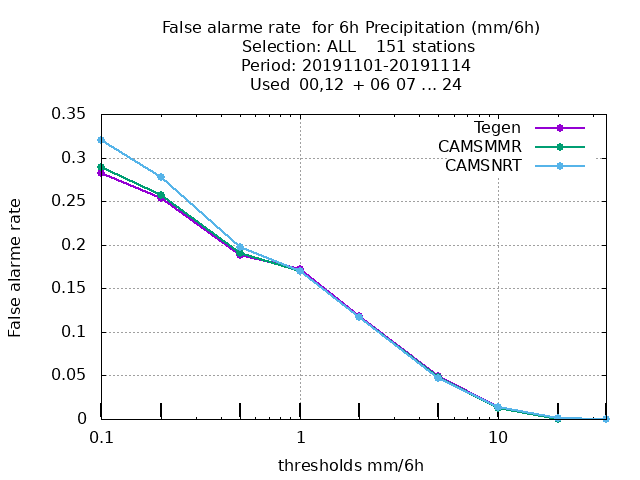 False alarme rate  for 6h Precipitation (mm/6h)
Selection: ALL    151 stations
Period: 20191101-20191114
Used  00,12  + 06 07 ... 24
Tegen
CAMSMMR
CAMSNRT
False alarme rate
0.35
0.3
0.25
0.2
0.15
0.1
0.05
0
0.1 1 10
thresholds mm/6h